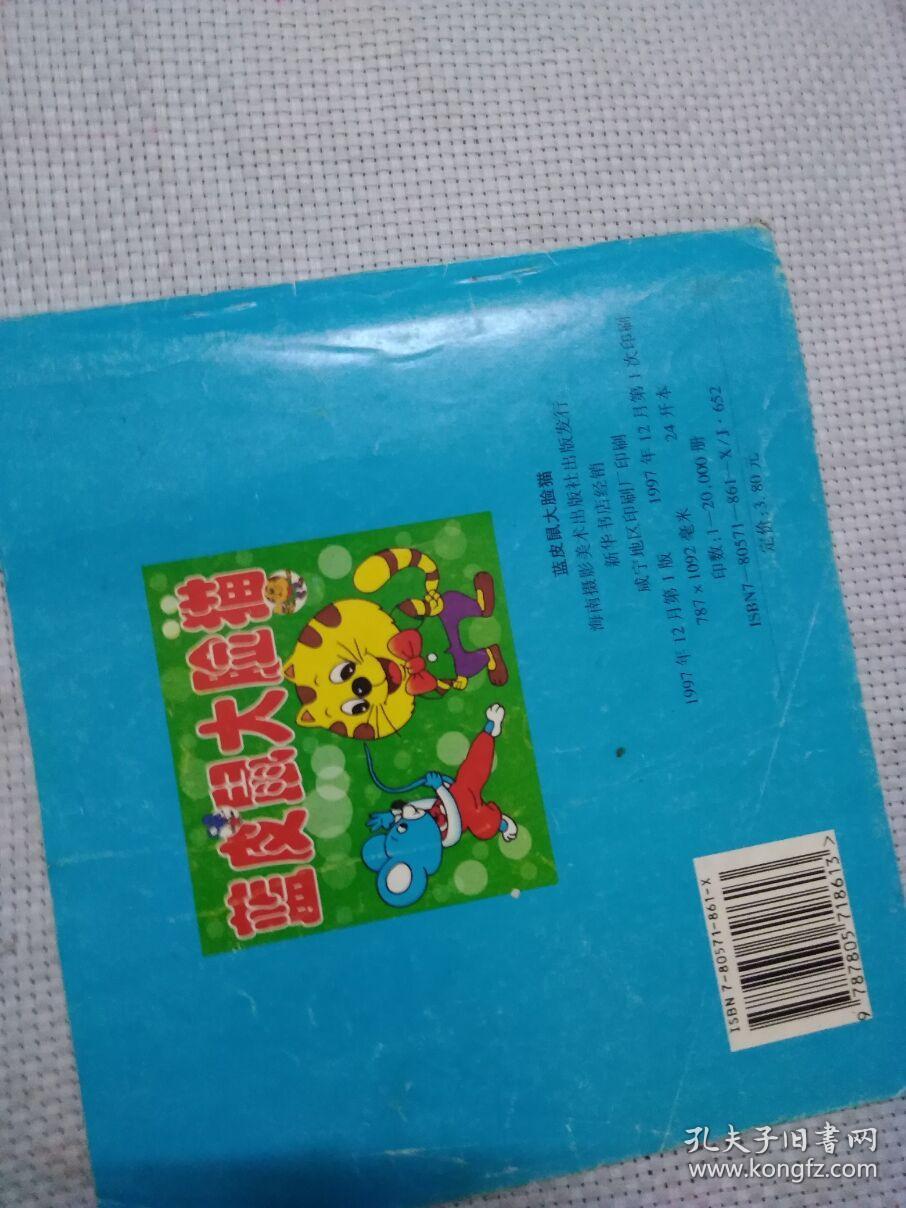 蓝皮鼠大脸猫
蓝皮鼠大脸猫
海南摄影美术出版社出版发行
新华书店经销
咸宁地区印刷厂印刷
1997年12月第1版 1997年12月第1次印刷
787×1092毫米 24开本
印数:1—20,000册
ISBN7—80571—861—X/J·652
定价:3.80元
ISBN 7-80571-861-X
9 787805 718613 >
孔夫子旧书网
www.kongfz.com